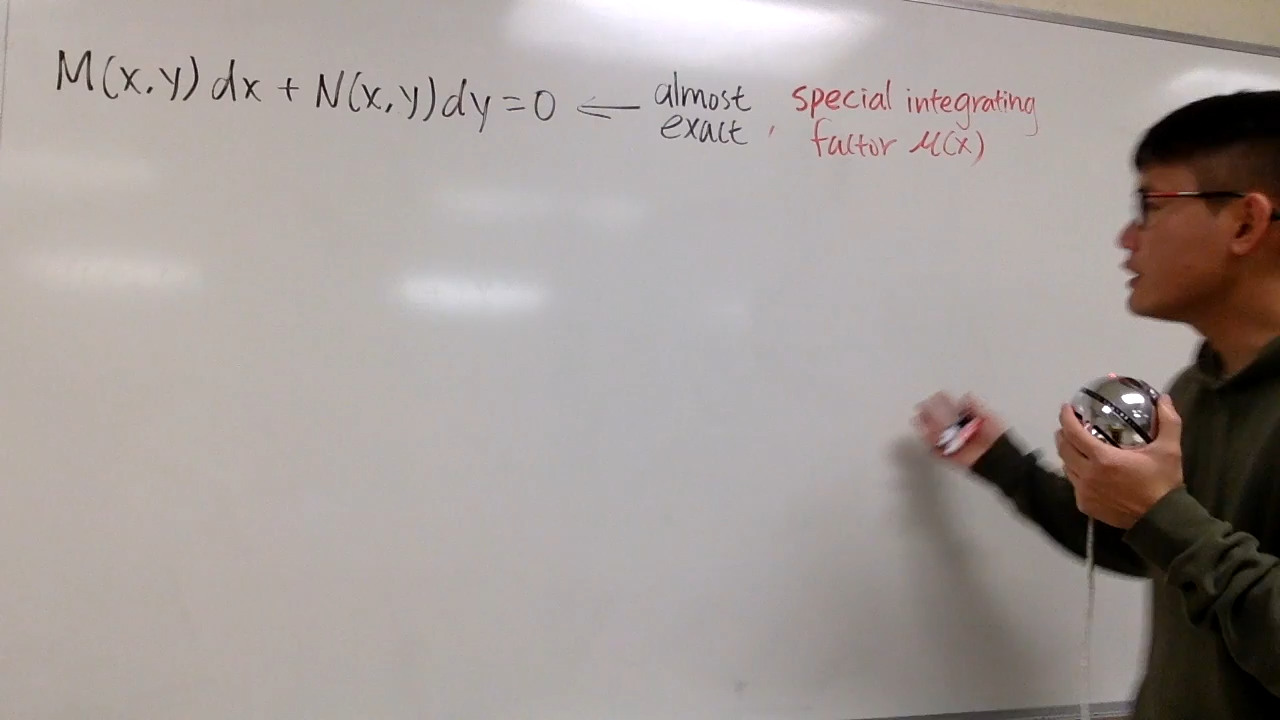 M(x,y) dx + N(x,y)dy = 0 ⟵ almost exact, special integrating factor μ(x)